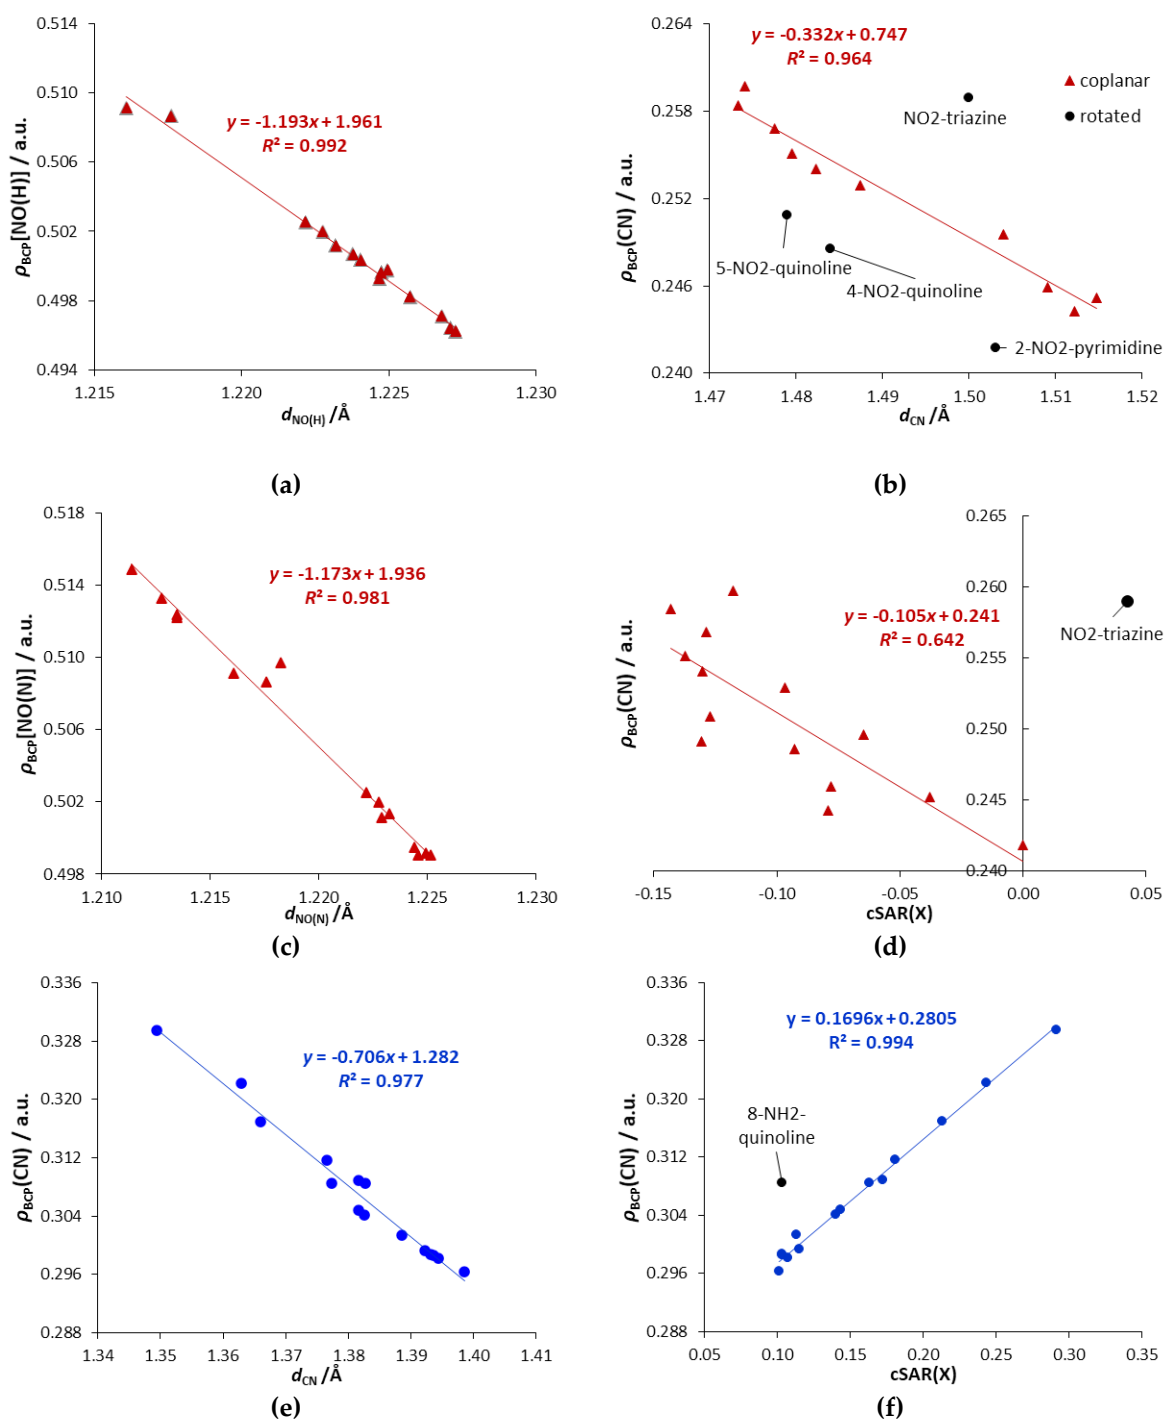 0.514
0.510
0.506
0.502
0.498
0.494
ρBCP[NO(H)] / a.u.
y = -1.193x + 1.961
R² = 0.992
1.215
1.220
1.225
1.230
dNO(H) /Å
(a)
0.264
0.258
0.252
0.246
0.240
ρBCP(CN) / a.u.
y = -0.332x + 0.747
R² = 0.964
coplanar
rotated
NO2-triazine
5-NO2-quinoline
4-NO2-quinoline
2-NO2-pyrimidine
1.47
1.48
1.49
1.50
1.51
1.52
dCN /Å
(b)
0.518
0.514
0.510
0.506
0.502
0.498
ρBCP[NO(N)] / a.u.
y = -1.173x + 1.936
R² = 0.981
1.210
1.215
1.220
1.225
1.230
dNO(N) /Å
(c)
0.265
0.260
0.255
0.250
0.245
0.240
ρBCP(CN) / a.u.
y = -0.105x + 0.241
R² = 0.642
NO2-triazine
-0.15
-0.10
-0.05
0.00
0.05
cSAR(X)
(d)
0.336
0.328
0.320
0.312
0.304
0.296
0.288
ρBCP(CN) / a.u.
y = -0.706x + 1.282
R² = 0.977
1.34
1.35
1.36
1.37
1.38
1.39
1.40
1.41
dCN /Å
(e)
0.336
0.328
0.320
0.312
0.304
0.296
0.288
ρBCP(CN) / a.u.
y = 0.1696x + 0.2805
R² = 0.994
8-NH2-
quinoline
0.05
0.10
0.15
0.20
0.25
0.30
0.35
cSAR(X)
(f)